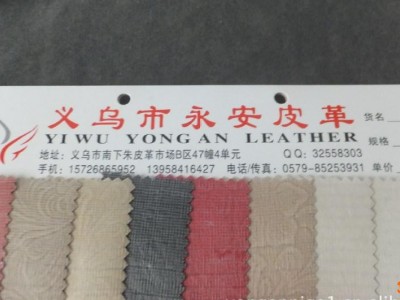 义乌市永安皮革
YI WU YONG AN LEATHER
货名
规格
地址：义乌市南下朱皮革市场B区47幢4单元 QQ: 32558303
手机：15726865952 13958416427 电话/传真：0579-85253931 单价